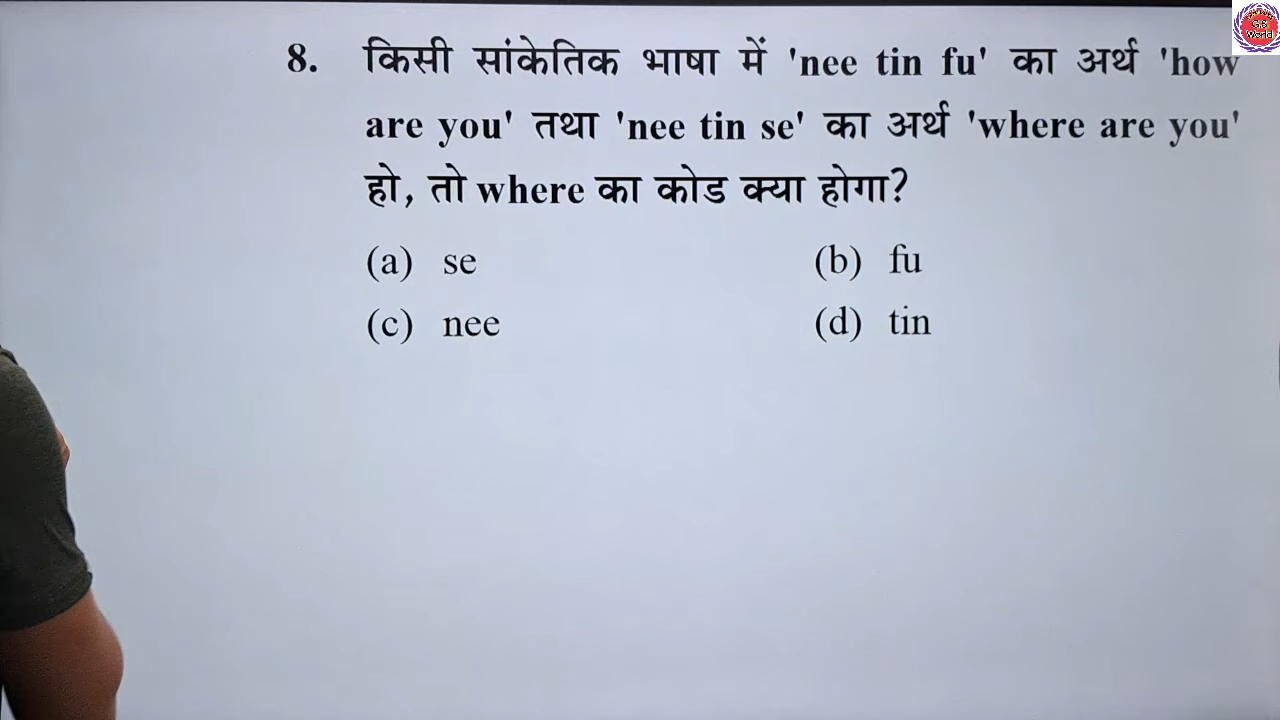 8. किसी सांकेतिक भाषा में 'nee tin fu' का अर्थ 'how
are you' तथा 'nee tin se' का अर्थ 'where are you'
हो, तो where का कोड क्या होगा?
(a) se (b) fu
(c) nee (d) tin
World